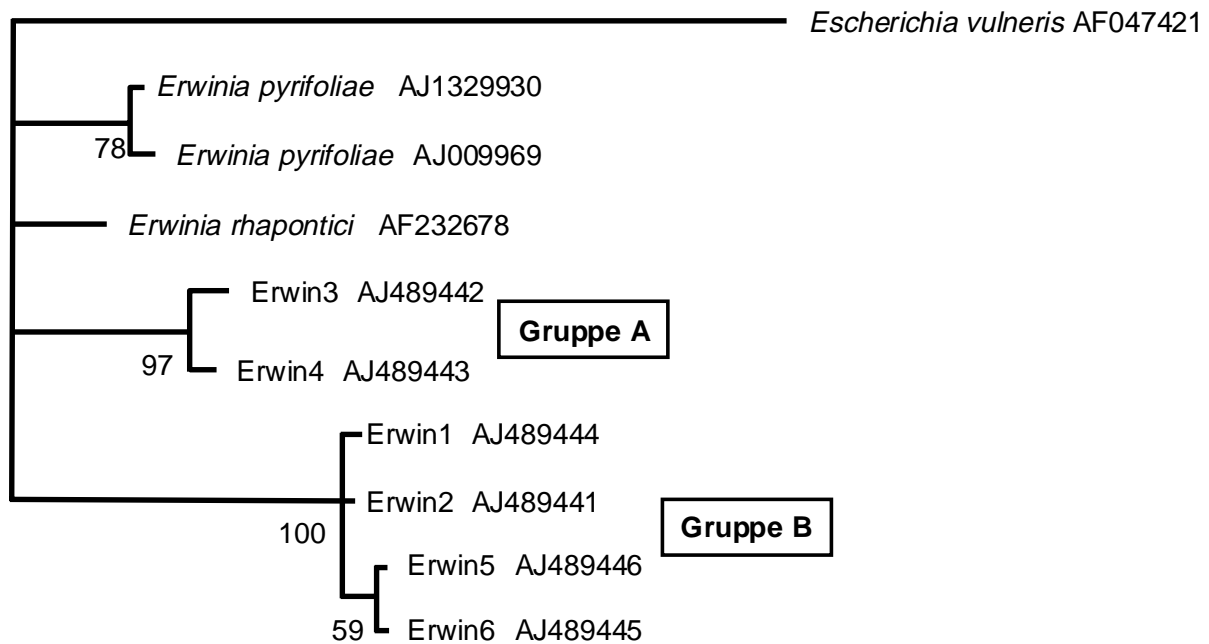 Escherichia vulneris AF047421
Erwinia pyrifoliae AJ1329930
78
Erwinia pyrifoliae AJ009969
Erwinia rhapontici AF232678
Erwin3 AJ489442
Gruppe A
97
Erwin4 AJ489443
Erwin1 AJ489444
Erwin2 AJ489441
100
Gruppe B
Erwin5 AJ489446
59
Erwin6 AJ489445